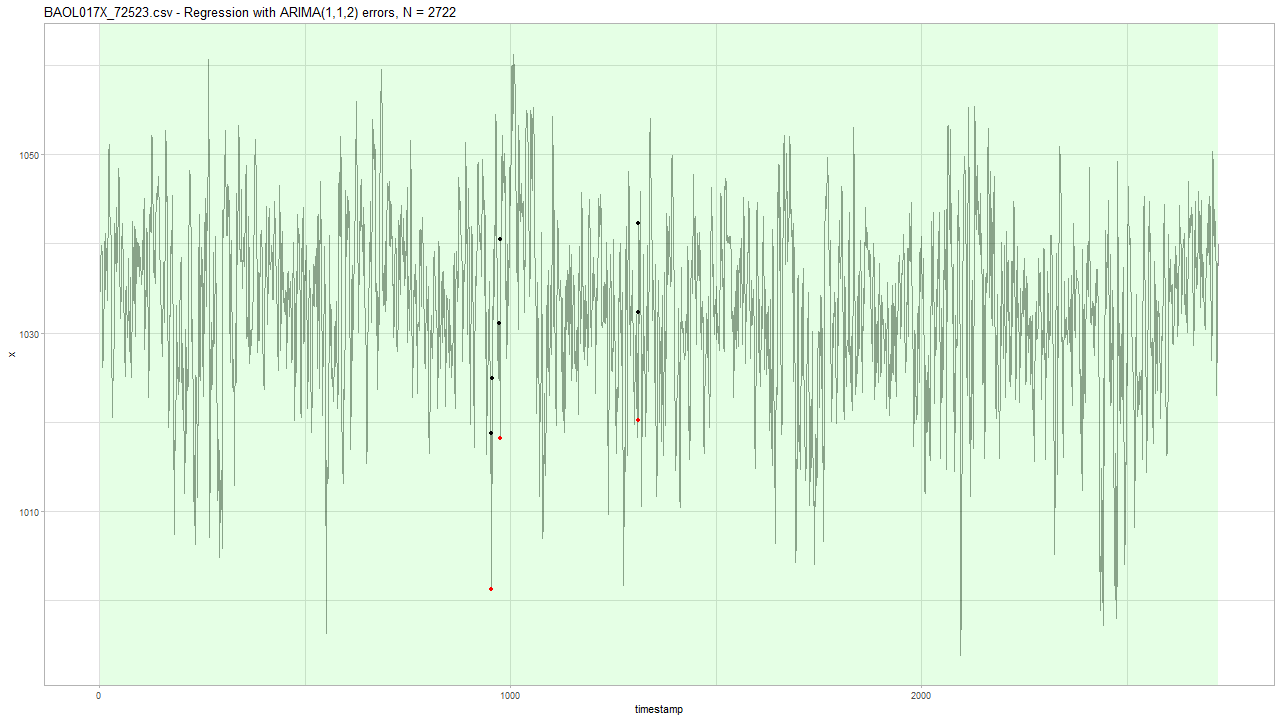 BAOL017X_72523.csv - Regression with ARIMA(1,1,2) errors, N = 2722
1050
1030
1010
x
0
1000
2000
timestamp